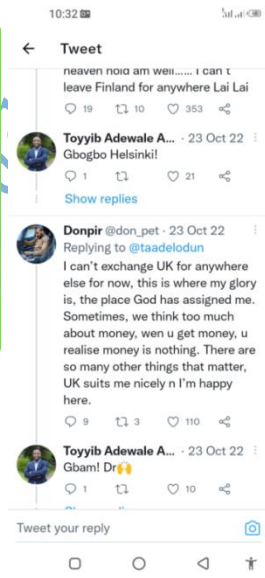 10:32
Tweet
heaven hold am well...... I can't
leave Finland for anywhere Lai Lai
19 10 353
Toyyib Adewale A... · 23 Oct 22
Gbogbo Helsinki!
1 21
Show replies
Donpir @don_pet · 23 Oct 22
Replying to @taadelodun
I can't exchange UK for anywhere
else for now, this is where my glory
is, the place God has assigned me.
Sometimes, we think too much
about money, wen u get money, u
realise money is nothing. There are
so many other things that matter,
UK suits me nicely n I'm happy
here.
9 3 110
Toyyib Adewale A... · 23 Oct 22
Gbam! Dr🙌
1 10
Tweet your reply